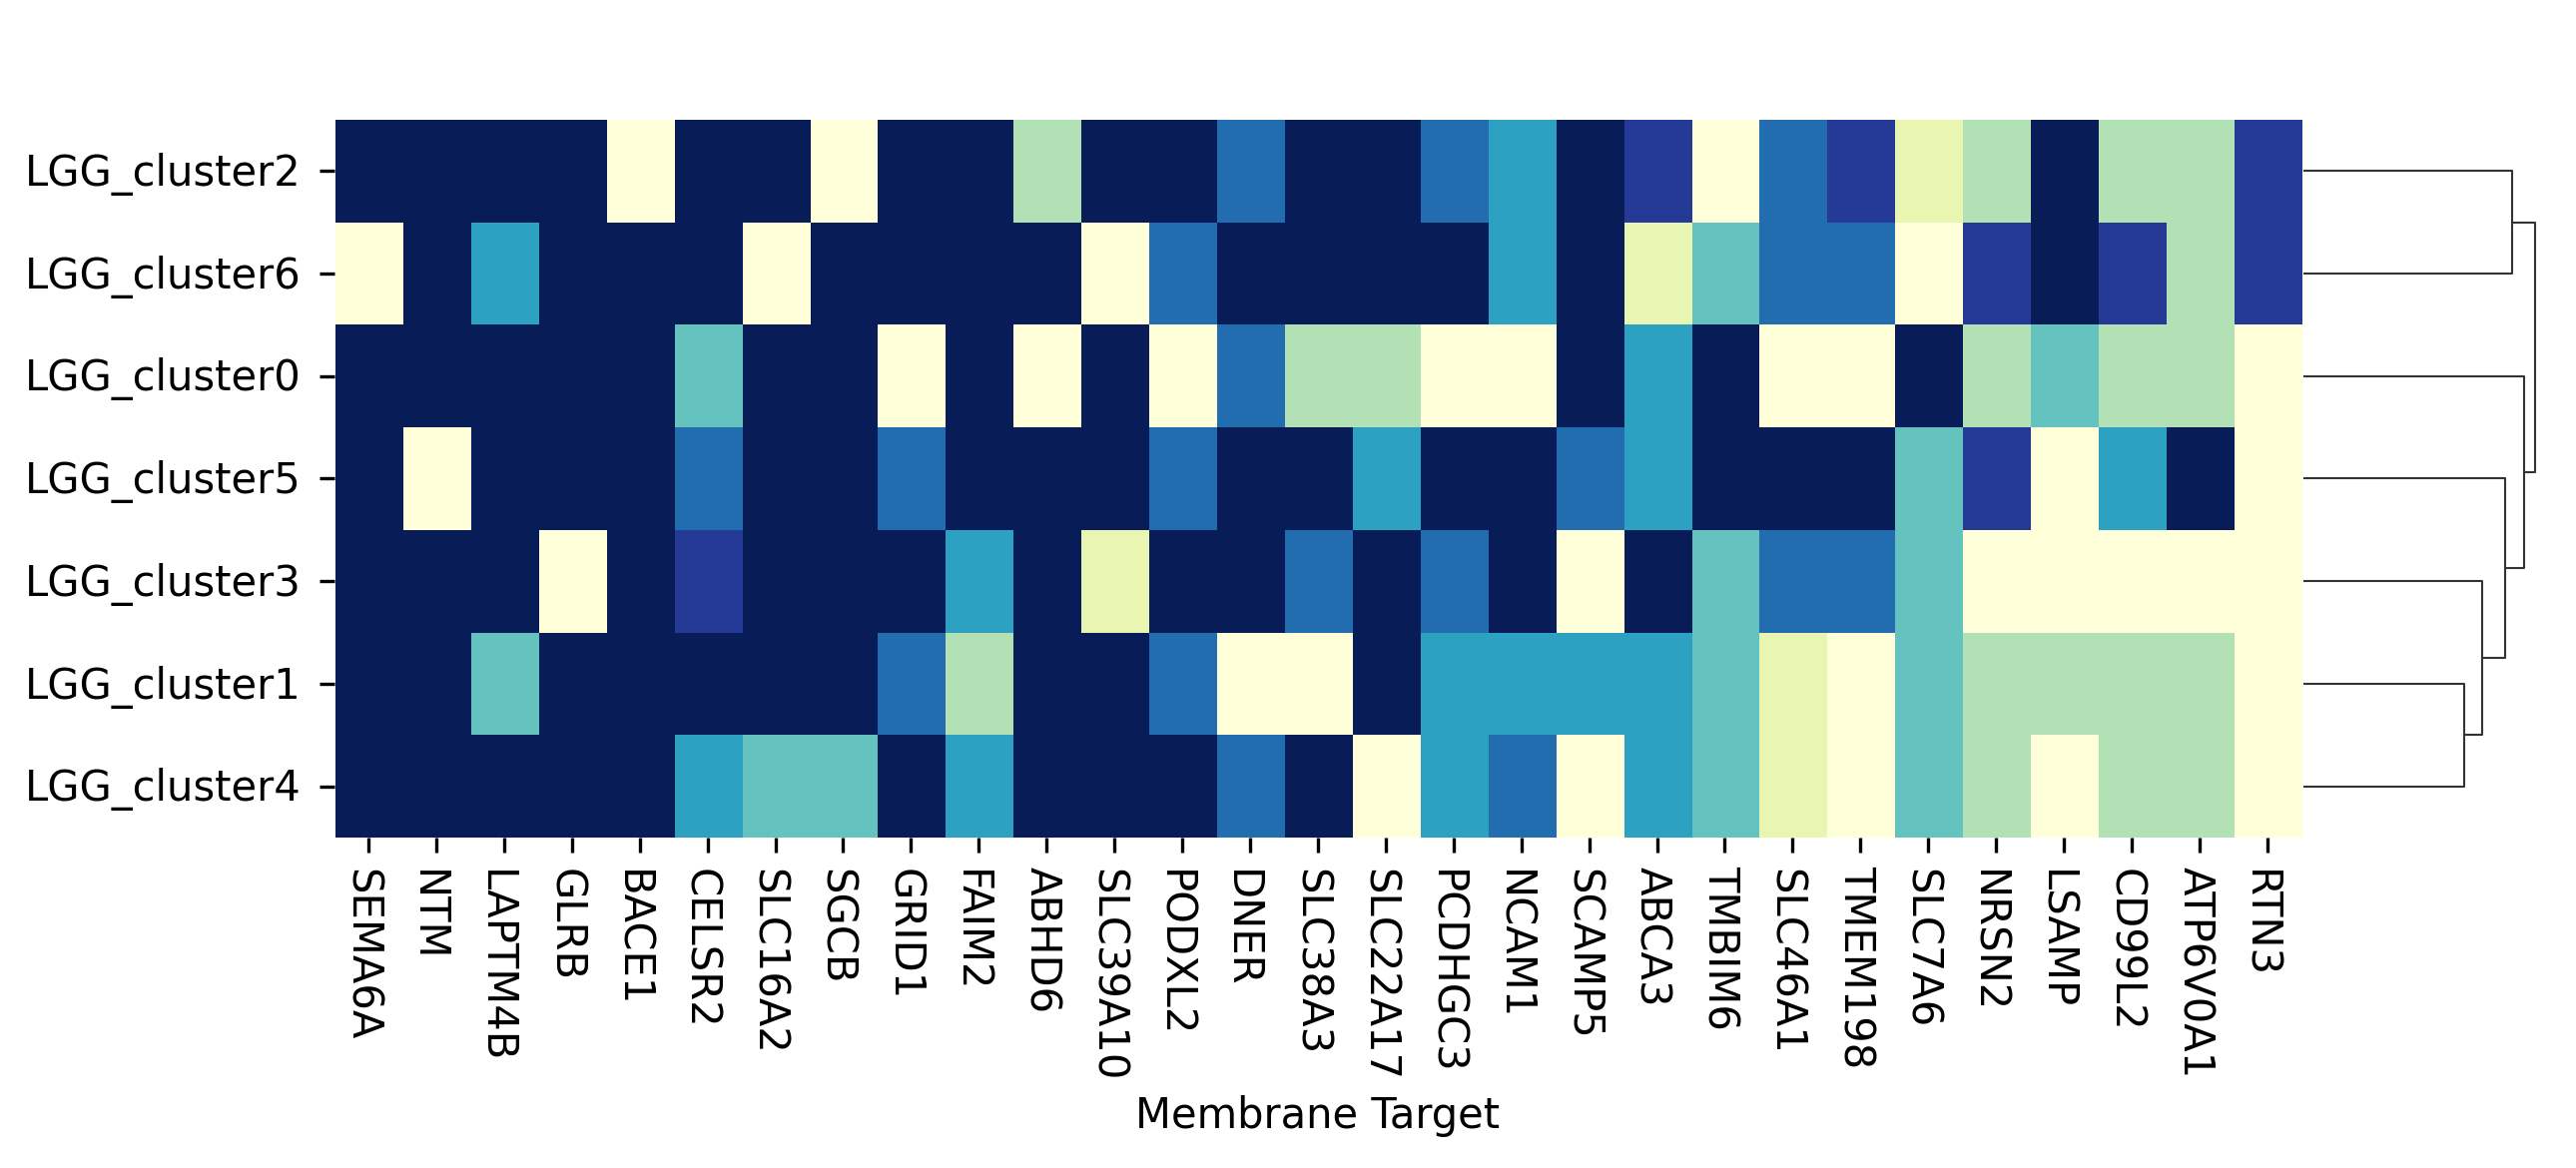 LGG_cluster2
LGG_cluster6
LGG_cluster0
LGG_cluster5
LGG_cluster3
LGG_cluster1
LGG_cluster4
SEMA6A
NTM
LAPTM4B
GLRB
BACE1
CELSR2
SLC16A2
SGCB
GRID1
FAIM2
ABHD6
SLC39A10
PODXL2
DNER
SLC38A3
SLC22A17
PCDHGC3
NCAM1
SCAMP5
ABCA3
TMBIM6
SLC46A1
TMEM198
SLC7A6
NRSN2
LSAMP
CD99L2
ATP6V0A1
RTN3
Membrane Target